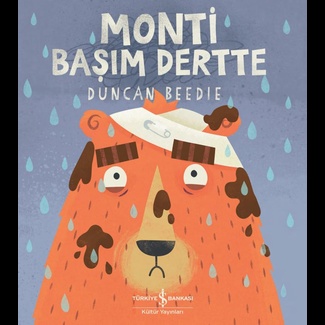 MONTİ
BAŞIM DERTTE
DUNCAN BEEDIE
TÜRKİYE İŞ BANKASI
Kültür Yayınları